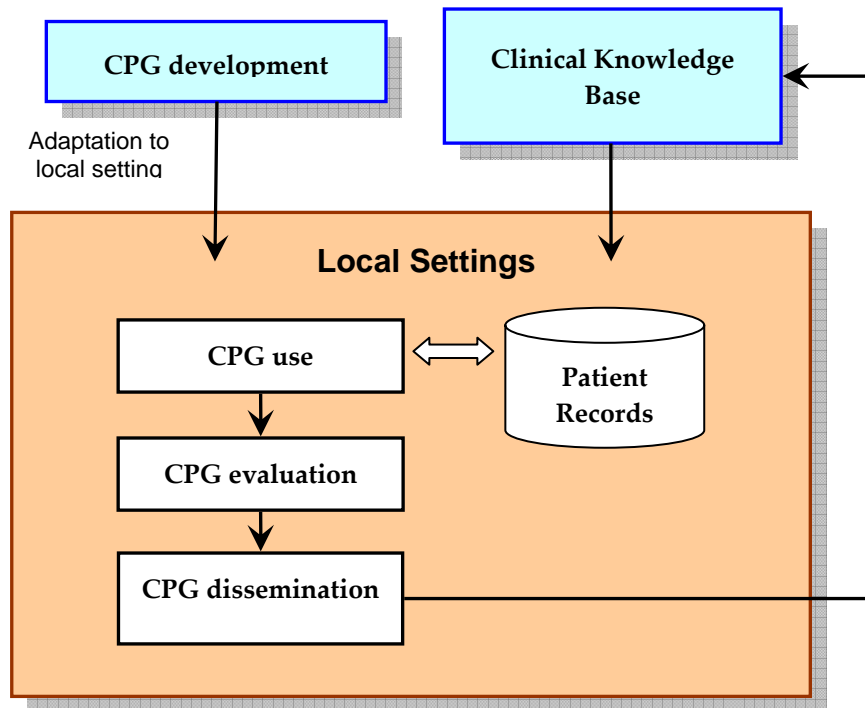 CPG development
Clinical Knowledge
Base
Adaptation to
local setting
Local Settings
CPG use
Patient
Records
CPG evaluation
CPG dissemination